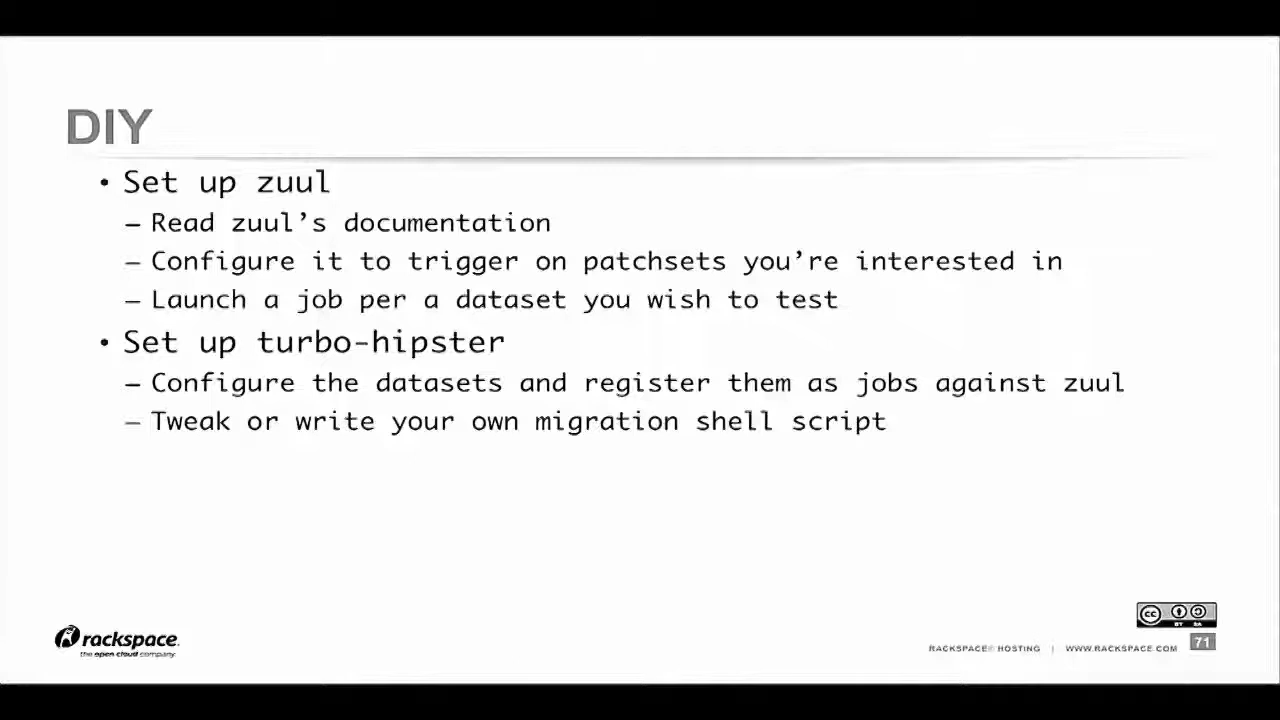 DIY
• Set up zuul
– Read zuul’s documentation
– Configure it to trigger on patchsets you’re interested in
– Launch a job per a dataset you wish to test
• Set up turbo-hipster
– Configure the datasets and register them as jobs against zuul
– Tweak or write your own migration shell script
rackspace.
the open cloud company
cc
BY SA
RACKSPACE® HOSTING | WWW.RACKSPACE.COM
71